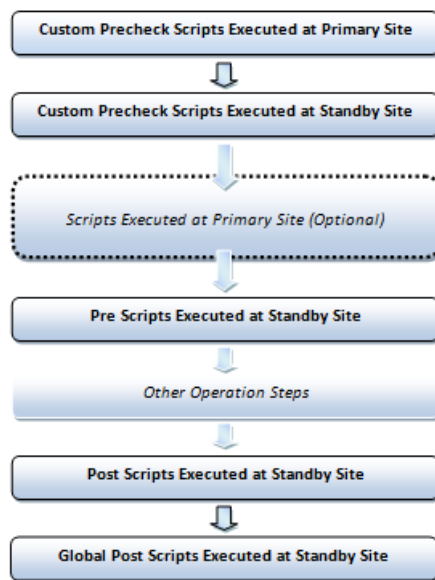 Custom Precheck Scripts Executed at Primary Site
Custom Precheck Scripts Executed at Standby Site
Scripts Executed at Primary Site (Optional)
Pre Scripts Executed at Standby Site
Other Operation Steps
Post Scripts Executed at Standby Site
Global Post Scripts Executed at Standby Site